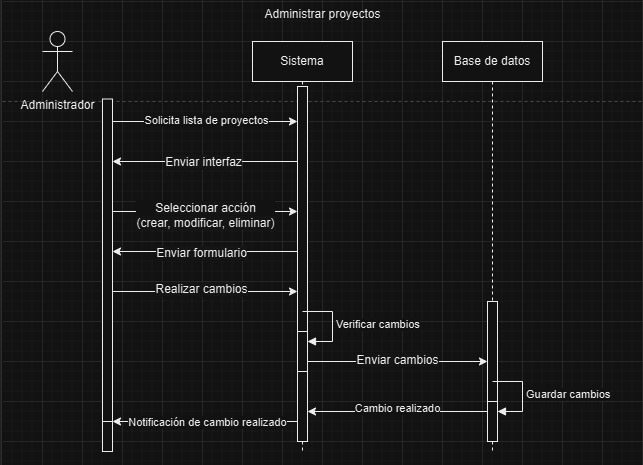 Administrar proyectos
Sistema
Base de datos
Administrador
Solicita lista de proyectos
Enviar interfaz
Seleccionar acción
(crear, modificar, eliminar)
Enviar formulario
Realizar cambios
Verificar cambios
Enviar cambios
Guardar cambios
Cambio realizado
Notificación de cambio realizado